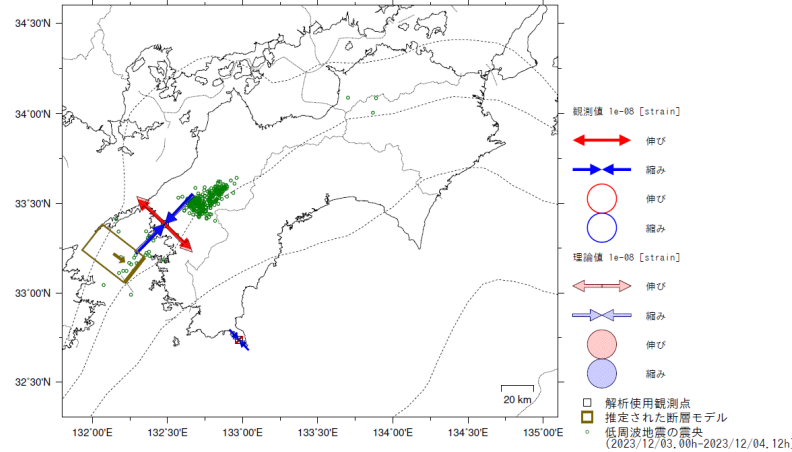 34°30'N
34°00'N
33°30'N
33°00'N
32°30'N
132°00'E
132°30'E
133°00'E
133°30'E
134°00'E
134°30'E
135°00'E
20 km
観測値 1e-08 [strain]
伸び
縮み
伸び
縮み
理論値 1e-08 [strain]
伸び
縮み
伸び
縮み
解析使用観測点
推定された断層モデル
低周波地震の震央
(2023/12/03.00h-2023/12/04.12h)